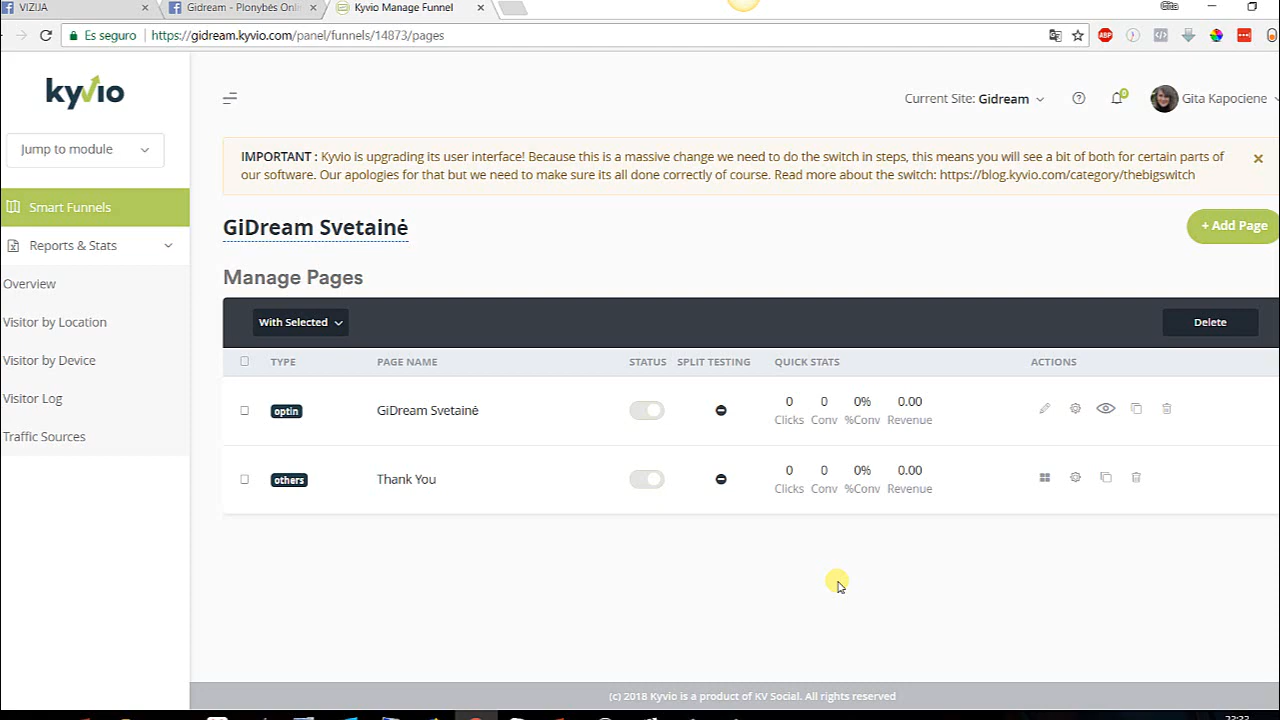 VIZIJA
Gidream - Plonybės Onli
Kyvio Manage Funnel
Gita
Es seguro
https://gidream.kyvio.com/panel/funnels/14873/pages
ABP
kyvio
Current Site: Gidream
0
Gita Kapociene
Jump to module
IMPORTANT : Kyvio is upgrading its user interface! Because this is a massive change we need to do the switch in steps, this means you will see a bit of both for certain parts
of our software. Our apologies for that but we need to make sure its all done correctly of course. Read more about the switch: https://blog.kyvio.com/category/thebigswitch
Smart Funnels
Reports & Stats
Overview
Visitor by Location
Visitor by Device
Visitor Log
Traffic Sources
GiDream Svetainė
+ Add Page
Manage Pages
With Selected
Delete
TYPE PAGE NAME STATUS SPLIT TESTING QUICK STATS ACTIONS
optin GiDream Svetainė 0 0 0% 0.00
Clicks Conv %Conv Revenue
others Thank You 0 0 0% 0.00
Clicks Conv %Conv Revenue
(c) 2018 Kyvio is a product of KV Social. All rights reserved